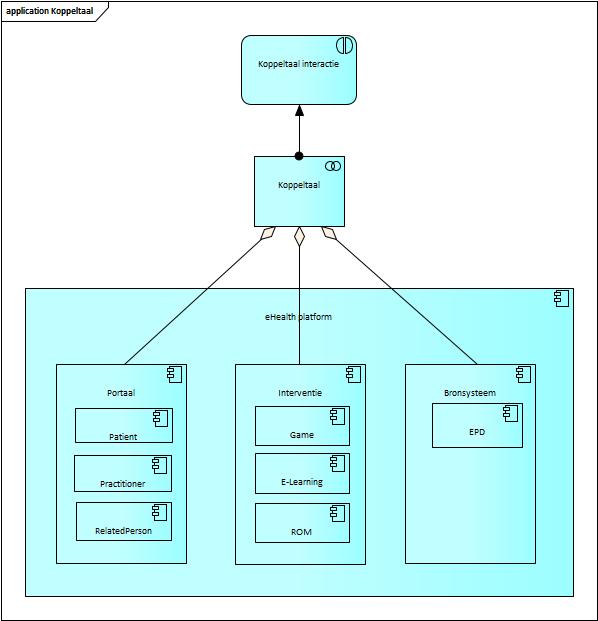 application Koppeltaal
Koppeltaal interactie
Koppeltaal
eHealth platform
Portaal
Patient
Practitioner
RelatedPerson
Interventie
Game
E-Learning
ROM
Bronsysteem
EPD